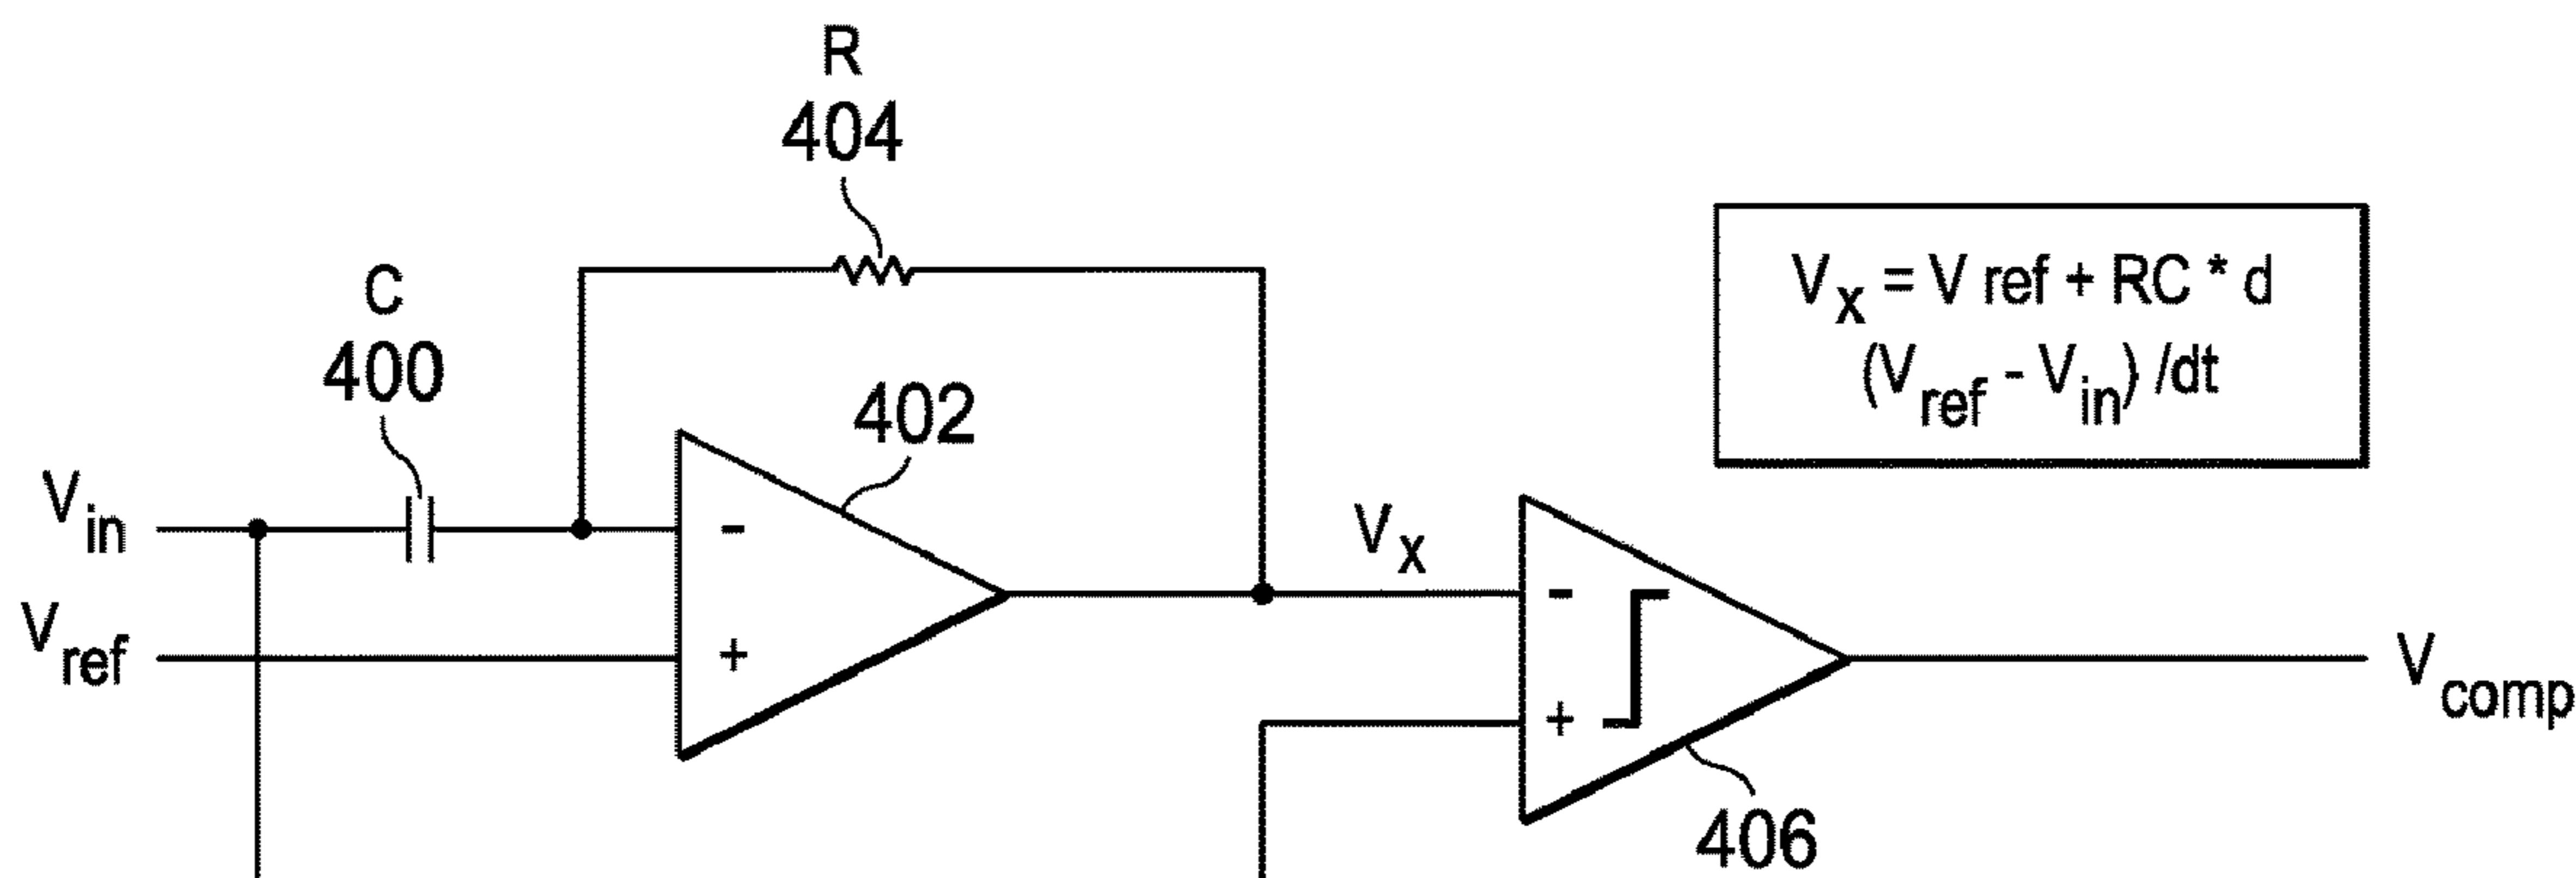 R
404
C
400
402
V_x = V ref + RC * d
(V_ref - V_in) /dt
V_in
-
V_x
-
V_ref
+
+
V_comp
406